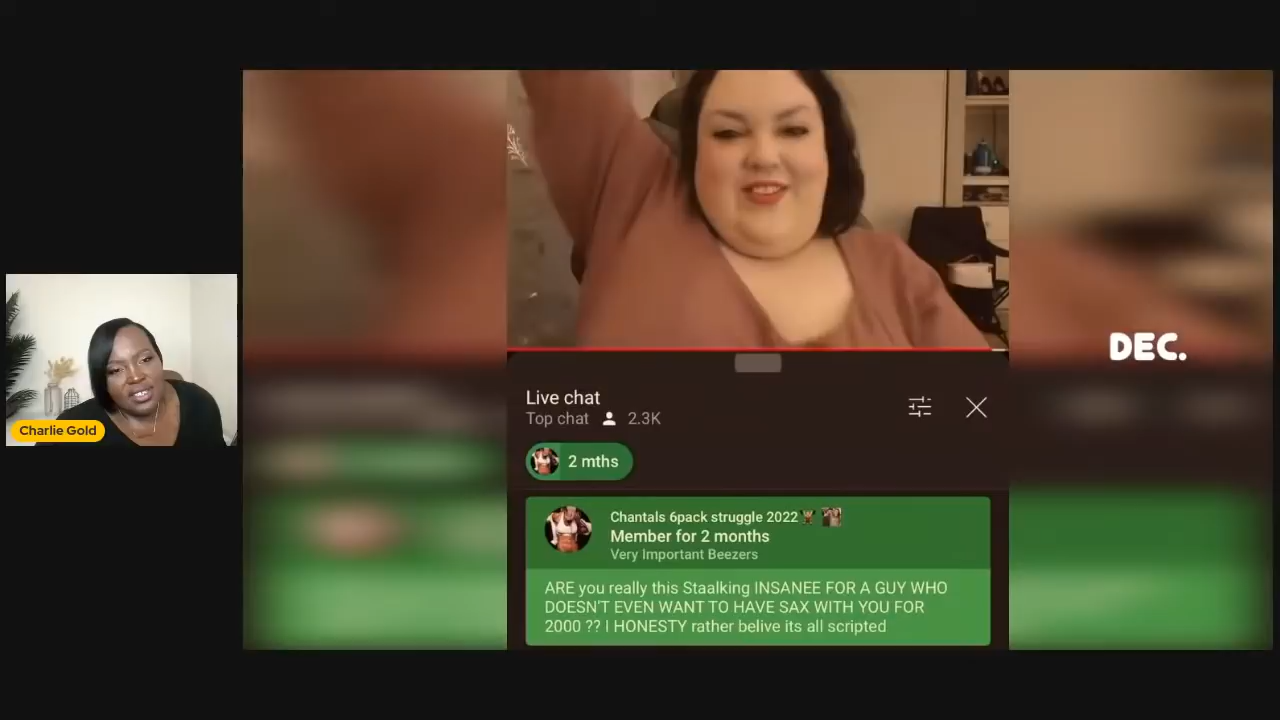 Charlie Gold
DEC.
Live chat
Top chat 2.3K
2 mths
Chantals 6pack struggle 2022
Member for 2 months
Very Important Beezers
ARE you really this Staalking INSANEE FOR A GUY WHO
DOESN'T EVEN WANT TO HAVE SAX WITH YOU FOR
2000 ?? I HONESTY rather belive its all scripted